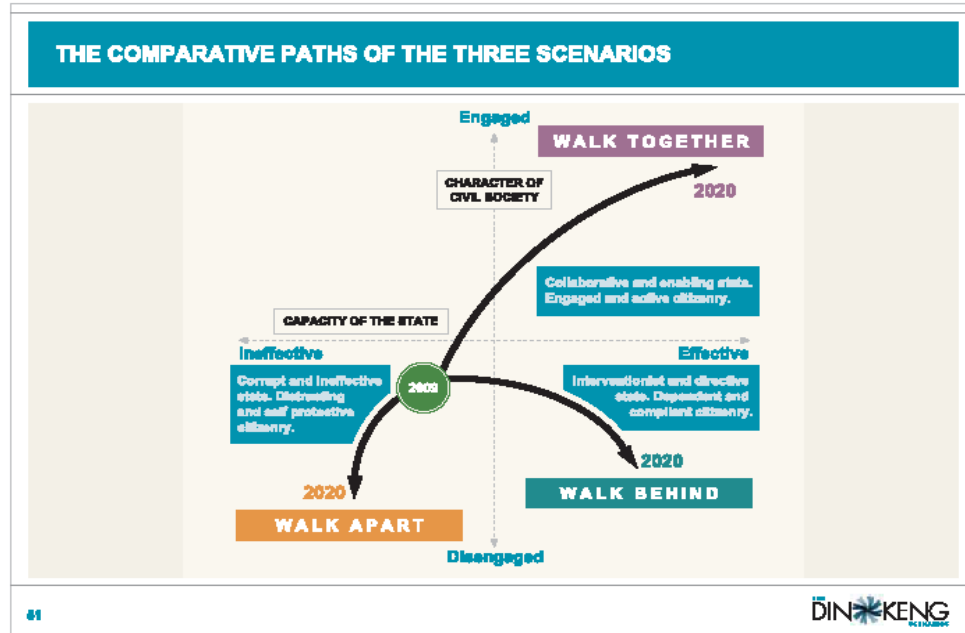 THE COMPARATIVE PATHS OF THE THREE SCENARIOS
Engaged
WALK TOGETHER
2020
CHARACTER OF
CIVIL SOCIETY
Collaborative and enabling state.
Engaged and active citizenry.
CAPACITY OF THE STATE
Ineffective
Effective
Corrupt and ineffective
state. Distrusting
and self protective
citizenry.
2009
Interventionist and directive
state. Dependent and
compliant citizenry.
2020
WALK BEHIND
2020
WALK APART
Disengaged
DINOKENG